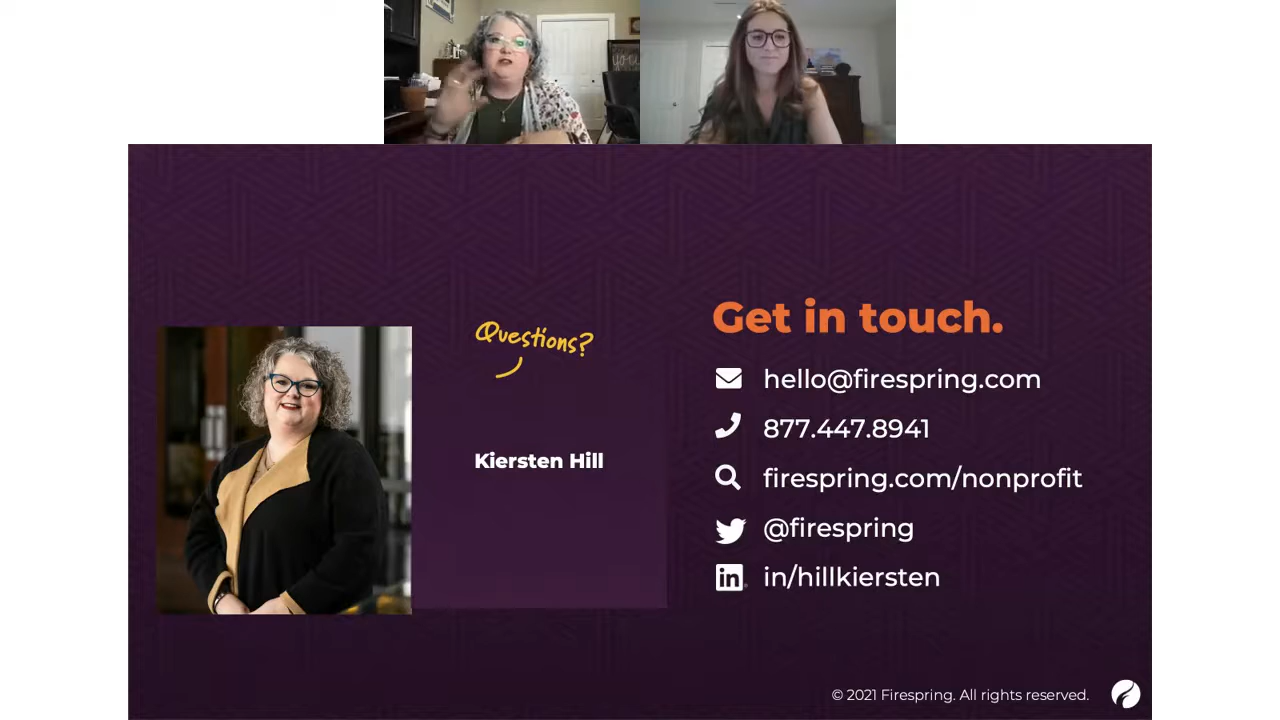 you
Questions?
Kiersten Hill
Get in touch.
hello@firespring.com
877.447.8941
firespring.com/nonprofit
@firespring
in/hillkiersten
© 2021 Firespring. All rights reserved.